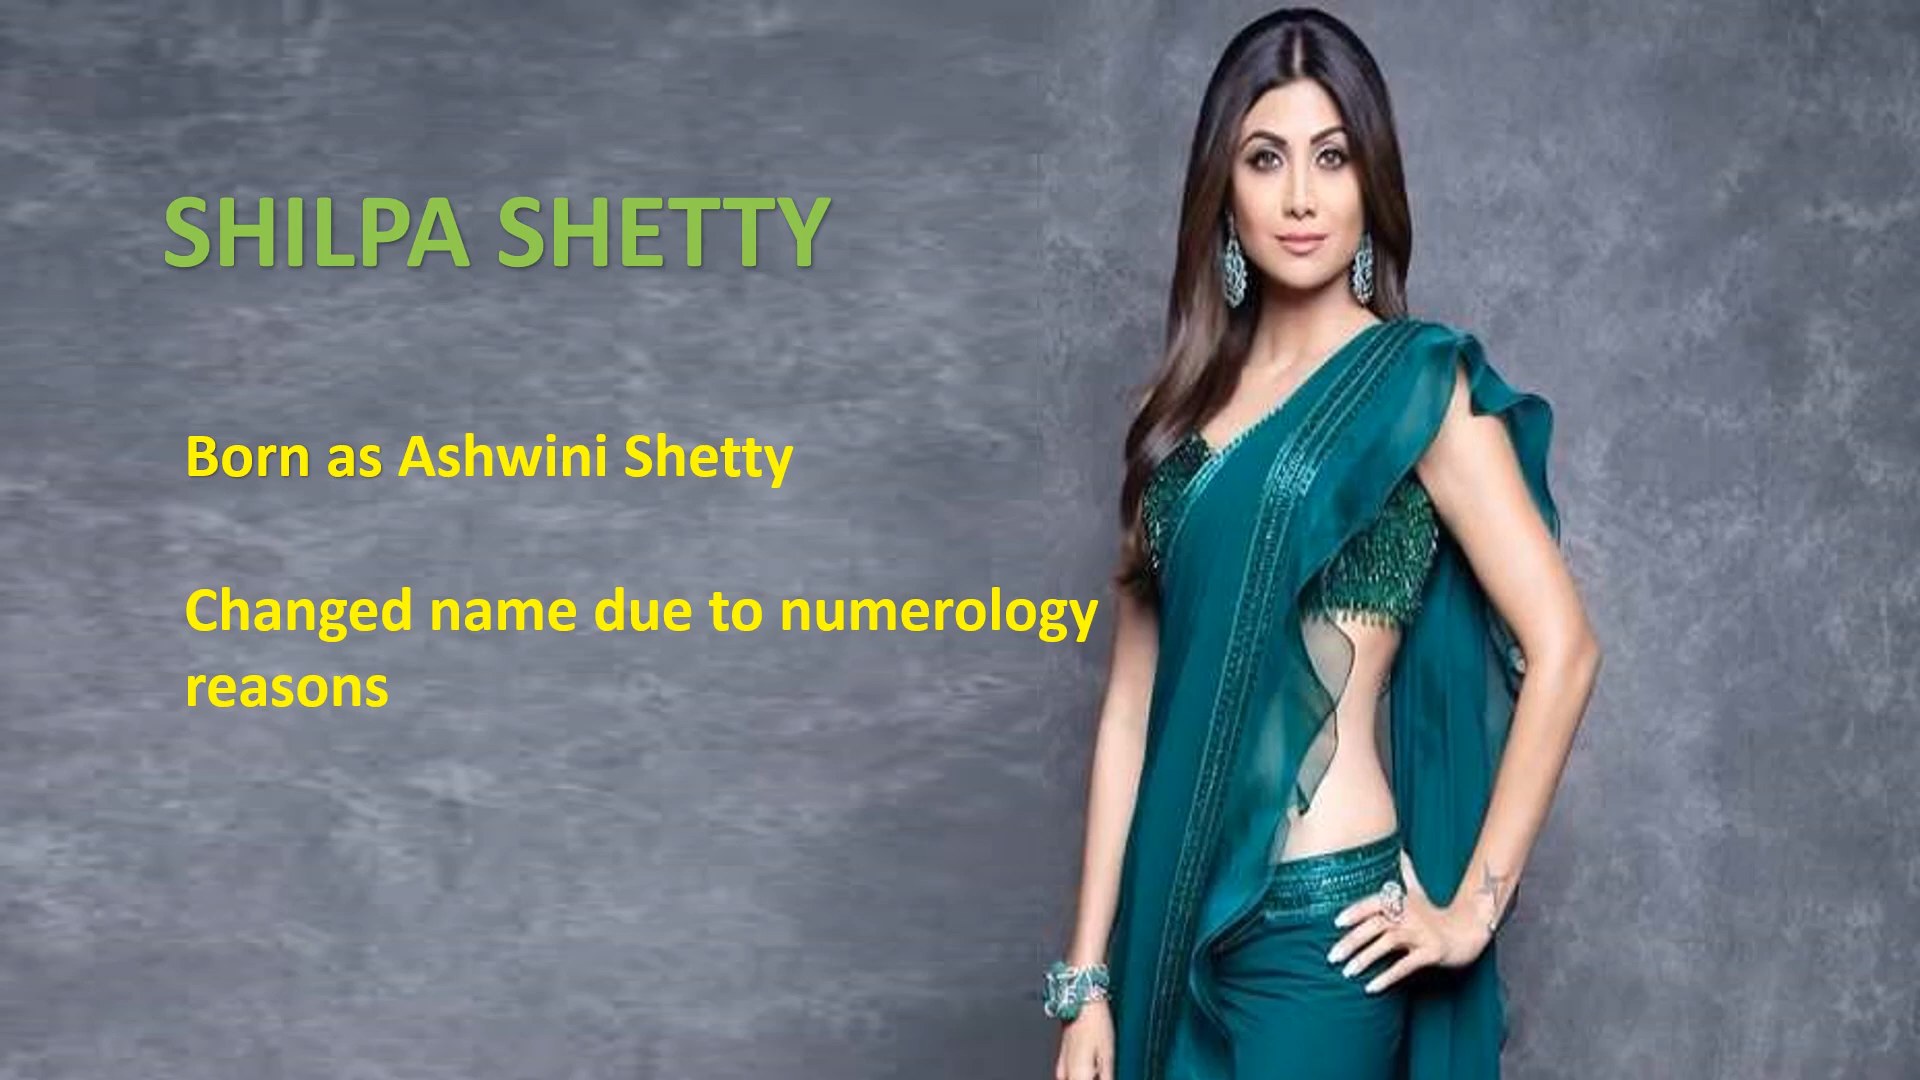 SHILPA SHETTY
Born as Ashwini Shetty
Changed name due to numerology
reasons